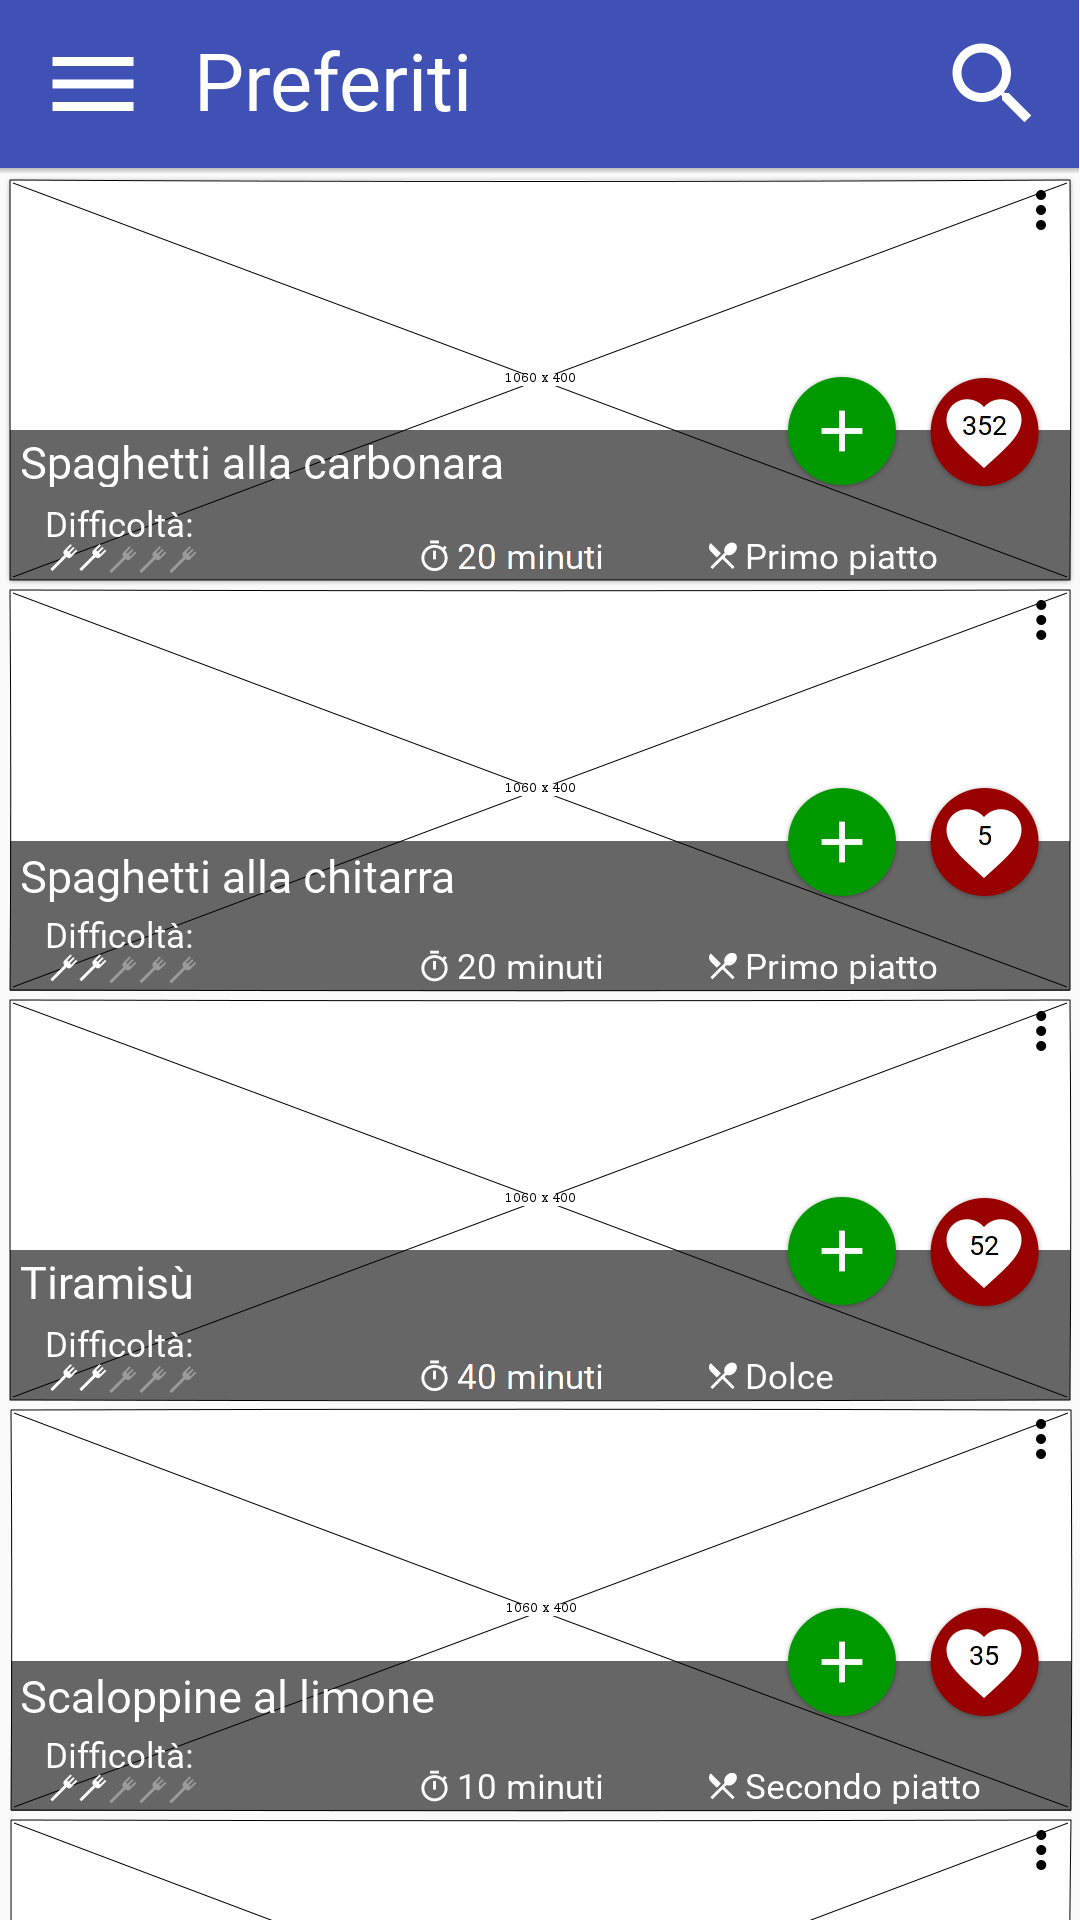 Preferiti
1060 x 400
352
Spaghetti alla carbonara
Difficoltà:
20 minuti
Primo piatto
1060 x 400
5
Spaghetti alla chitarra
Difficoltà:
20 minuti
Primo piatto
1060 x 400
52
Tiramisù
Difficoltà:
40 minuti
Dolce
1060 x 400
35
Scaloppine al limone
Difficoltà:
10 minuti
Secondo piatto